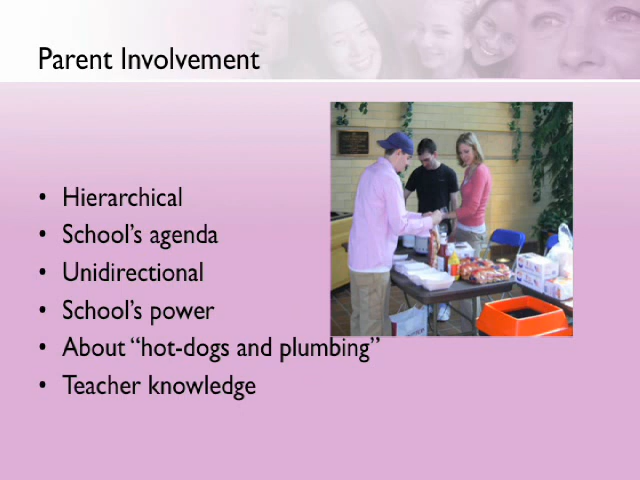 Parent Involvement
• Hierarchical
• School’s agenda
• Unidirectional
• School’s power
• About “hot-dogs and plumbing”
• Teacher knowledge